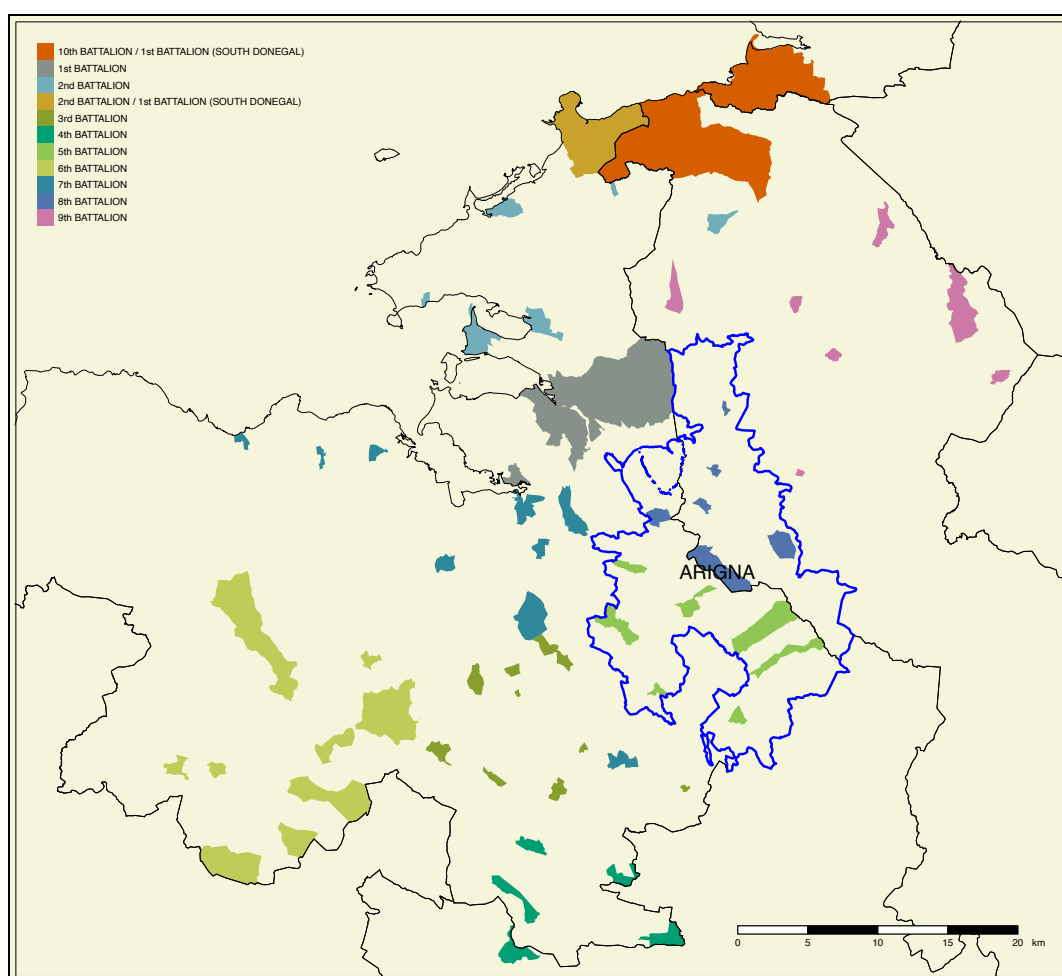 10th BATTALION / 1st BATTALION (SOUTH DONEGAL)
1st BATTALION
2nd BATTALION
2nd BATTALION / 1st BATTALION (SOUTH DONEGAL)
3rd BATTALION
4th BATTALION
5th BATTALION
6th BATTALION
7th BATTALION
8th BATTALION
9th BATTALION
ARIGNA
0 5 10 15 20 km